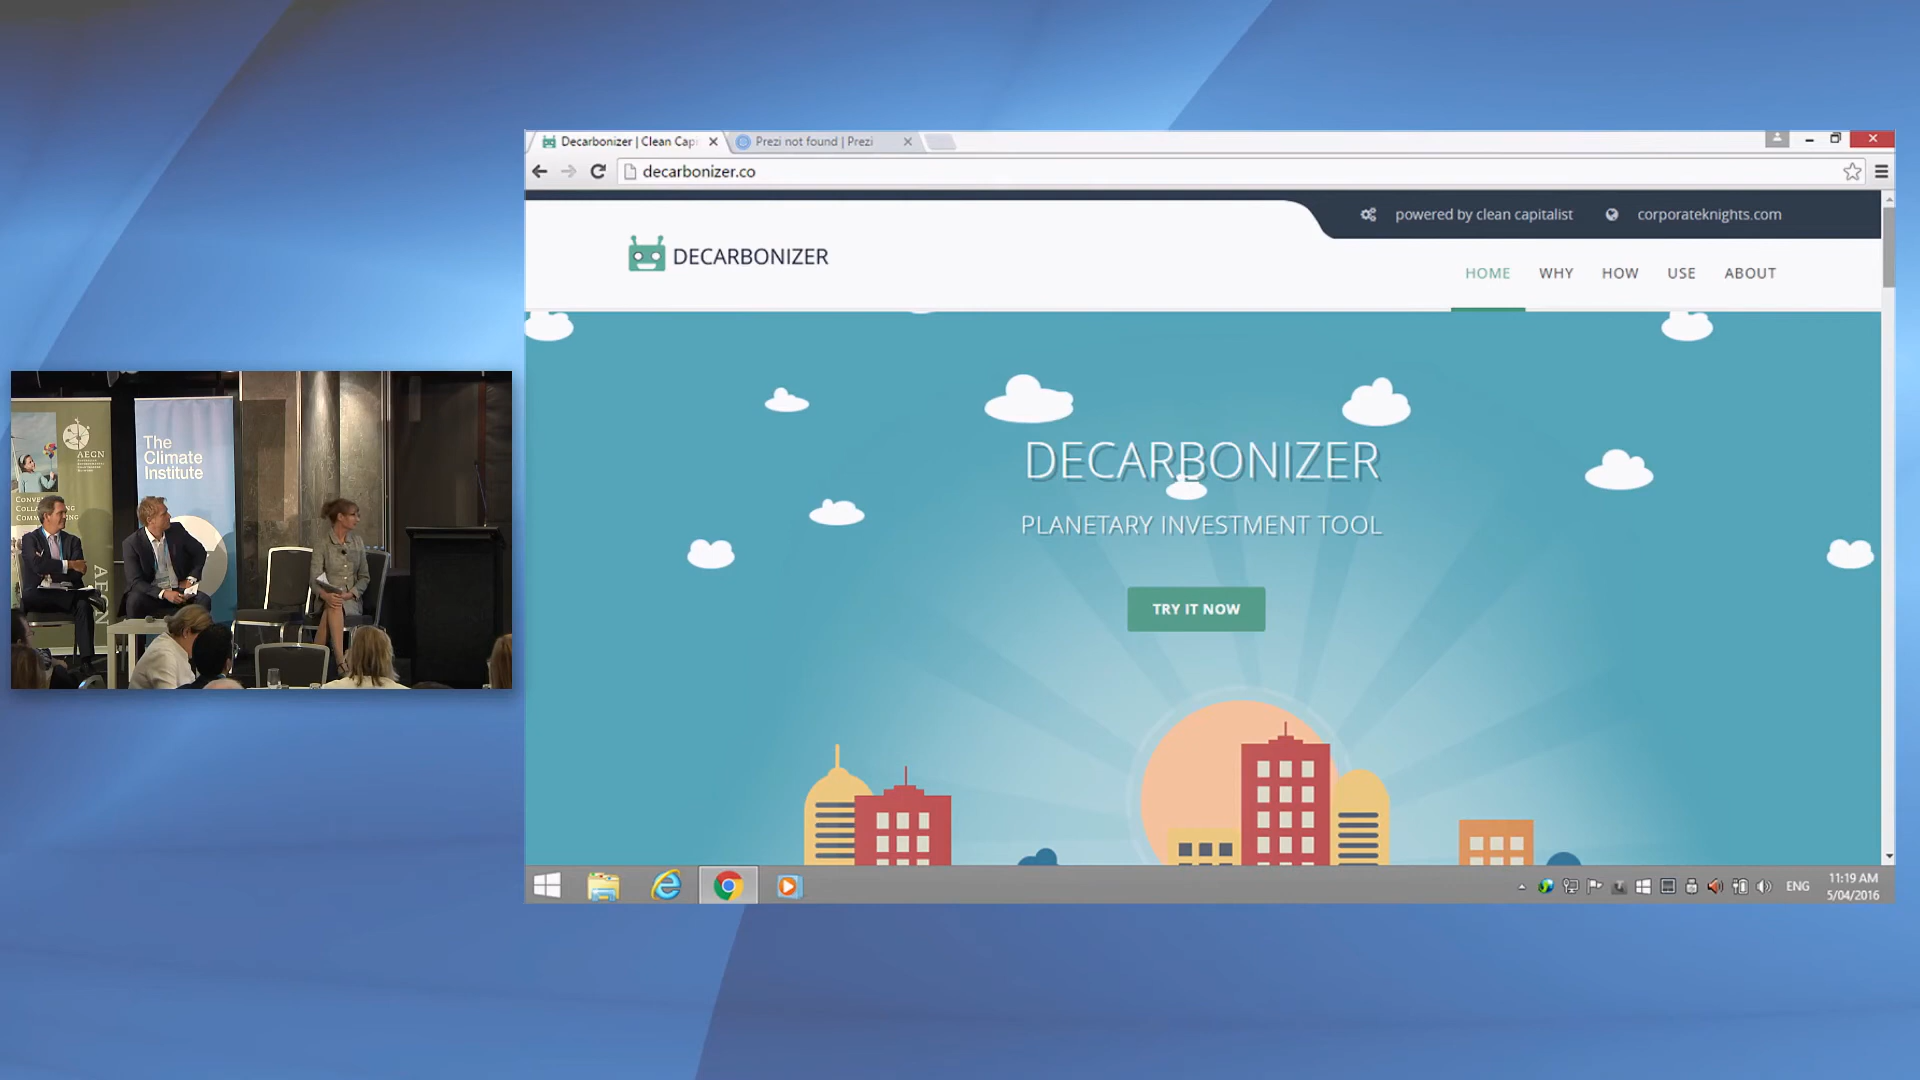 Decarbonizer | Clean Cap
Prezi not found | Prezi
decarbonizer.co
powered by clean capitalist
corporateknights.com
DECARBONIZER
HOME
WHY
HOW
USE
ABOUT
DECARBONIZER
PLANETARY INVESTMENT TOOL
TRY IT NOW
ENG
11:19 AM
5/04/2016
AEGN
The
Climate
Institute
AEGN